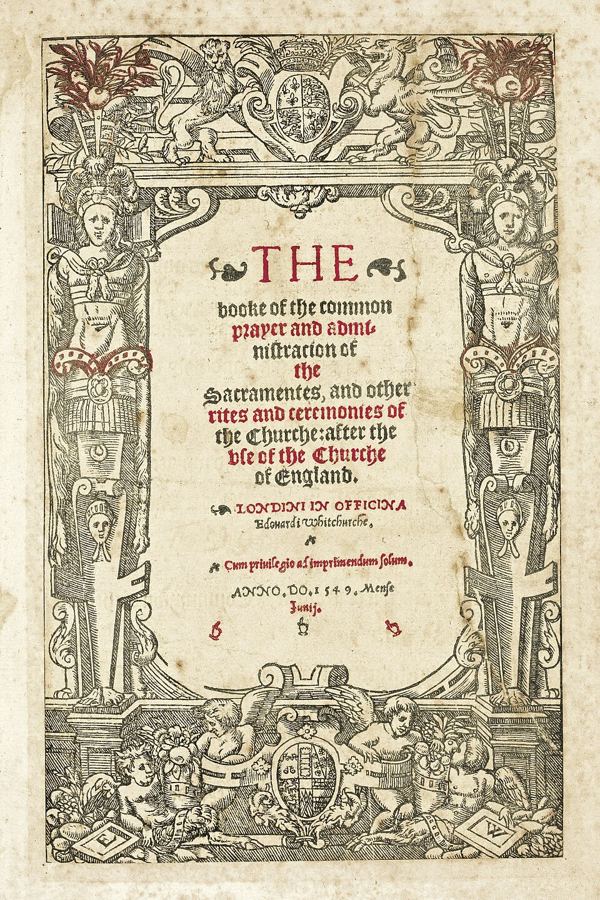 THE
booke of the common
prayer and admi-
nistracion of
the
Sacramentes, and other
rites and ceremonies of
the Churche: after the
vse of the Churche
of England.
LONDINI IN OFFICINA
Edouardi Whitchurche.
Cum priuilegio ad imprimendum solum.
ANNO. DO. 1549. Mense
Junij.
E W